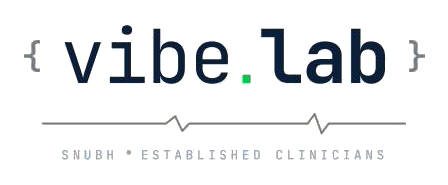 { vibe.lab }
SNUBH * ESTABLISHED CLINICIANS